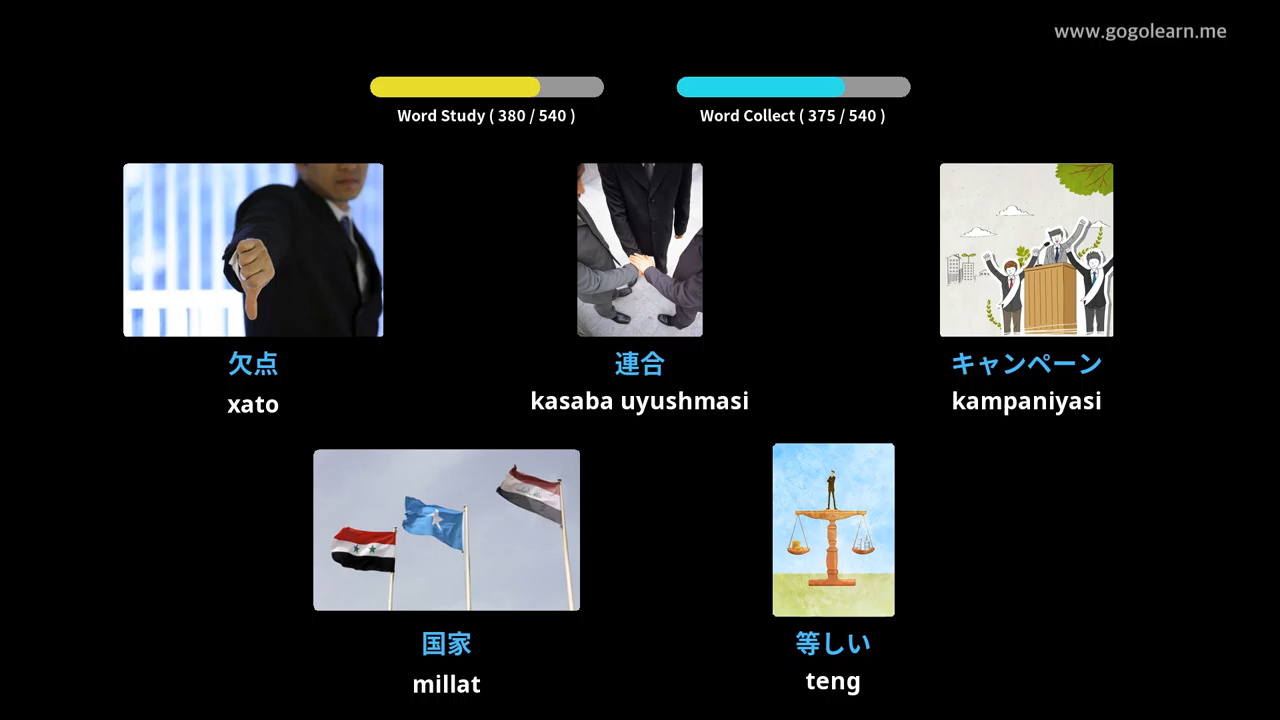 www.gogolearn.me
Word Study ( 380 / 540 )
Word Collect ( 375 / 540 )
欠点
xato
連合
kasaba uyushmasi
キャンペーン
kampaniyasi
国家
millat
等しい
teng